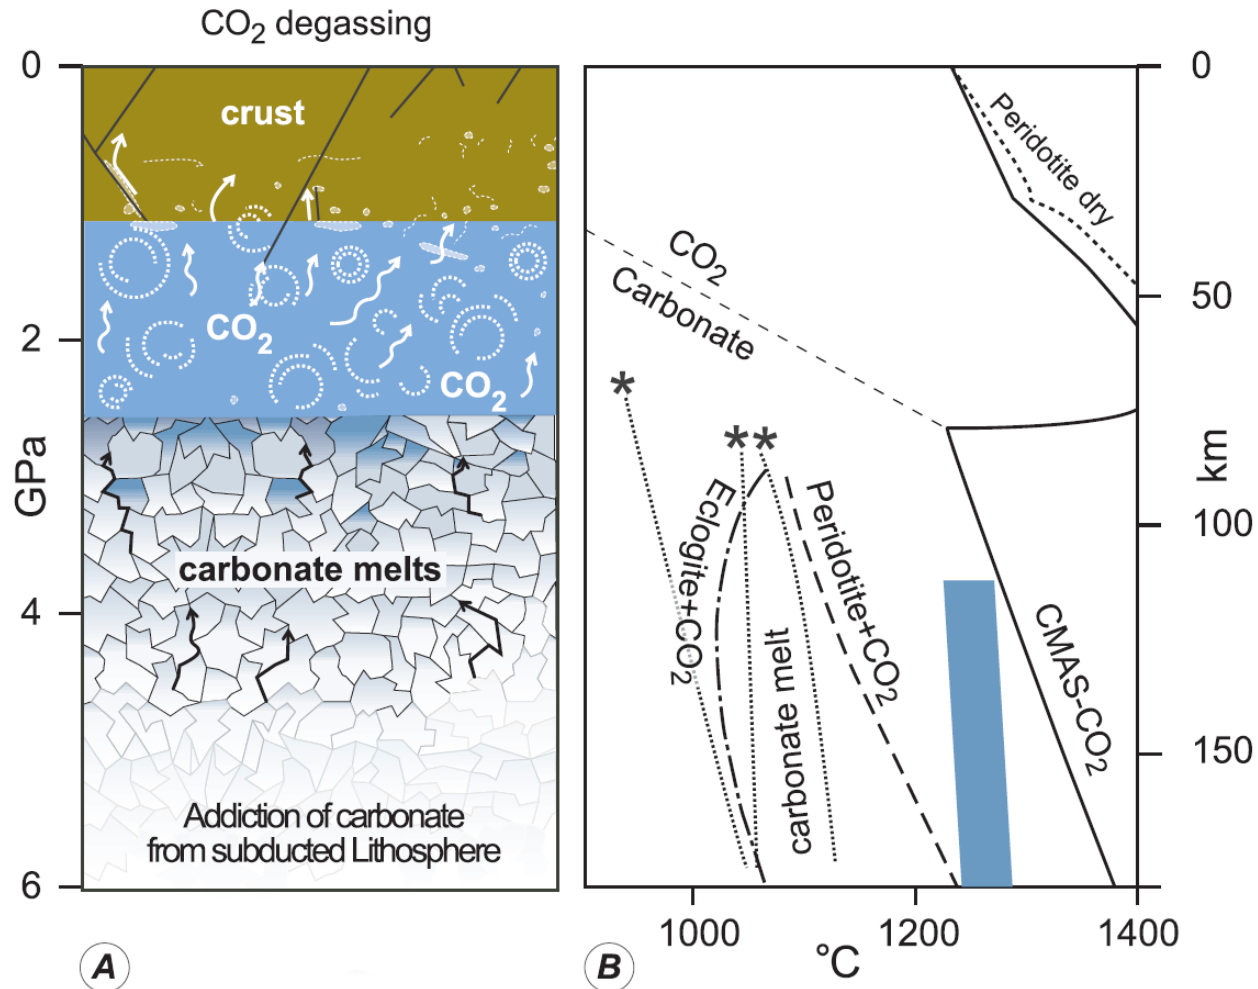 CO2 degassing
0
2
4
6
GPa
crust
CO2
CO2
carbonate melts
Addiction of carbonate
from subducted Lithosphere
A
Peridotite dry
CO2
Carbonate
*
*
*
Eclogite+CO2
carbonate melt
Peridotite+CO2
CMAS-CO2
0
50
100
150
km
1000
1200
1400
°C
B